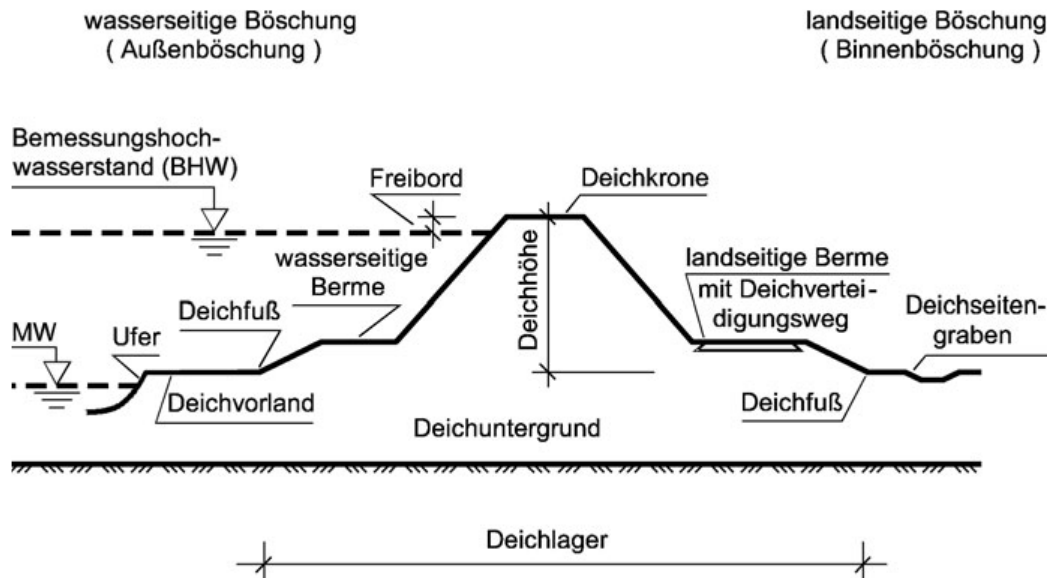 wasserseitige Böschung
( Außenböschung )
landseitige Böschung
( Binnenböschung )
Bemessungshoch-
wasserstand (BHW)
Freibord
Deichkrone
wasserseitige
Berme
Deichhöhe
landseitige Berme
mit Deichvertei-
digungsweg
Deichseiten-
graben
MW
Ufer
Deichfuß
Deichvorland
Deichfuß
Deichuntergrund
Deichlager